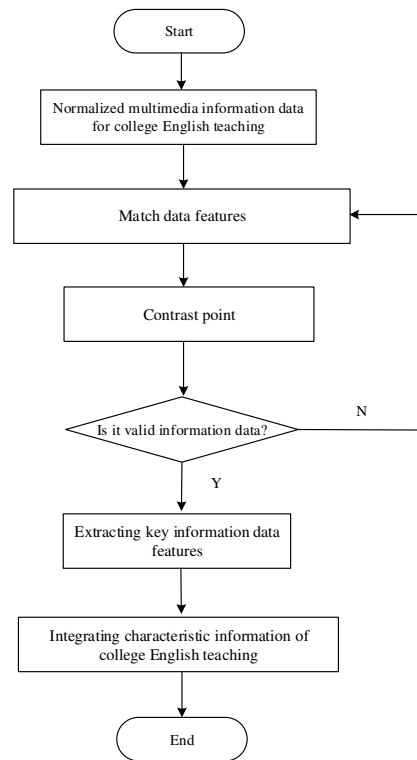 Start
Normalized multimedia information data
for college English teaching
Match data features
Contrast point
Is it valid information data?
N
Y
Extracting key information data
features
Integrating characteristic information of
college English teaching
End